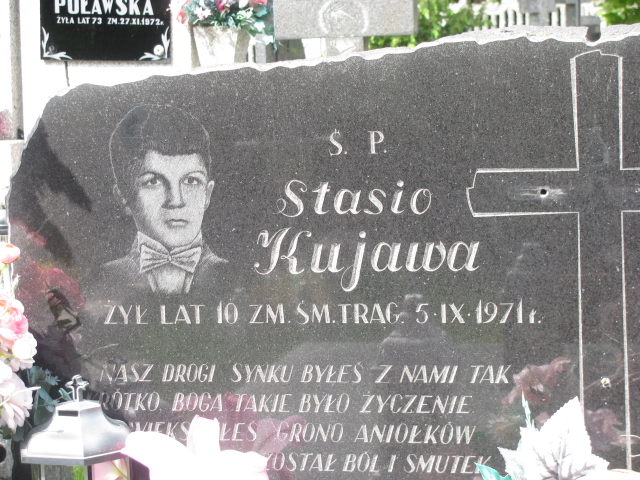 PUŁAWSKA
ŻYŁA LAT 73 ZM. 27.XI.1972r.
Ś. P.
Stasio
Kujawa
ŻYŁ LAT 10 ZM. ŚM. TRAG. 5·IX·1971r.
NASZ DROGI SYNKU BYŁEŚ Z NAMI TAK
KRÓTKO BOGA TAKIE BYŁO ŻYCZENIE
GRONO ANIOŁKÓW
ZOSTAŁ BÓL I SMUTEK